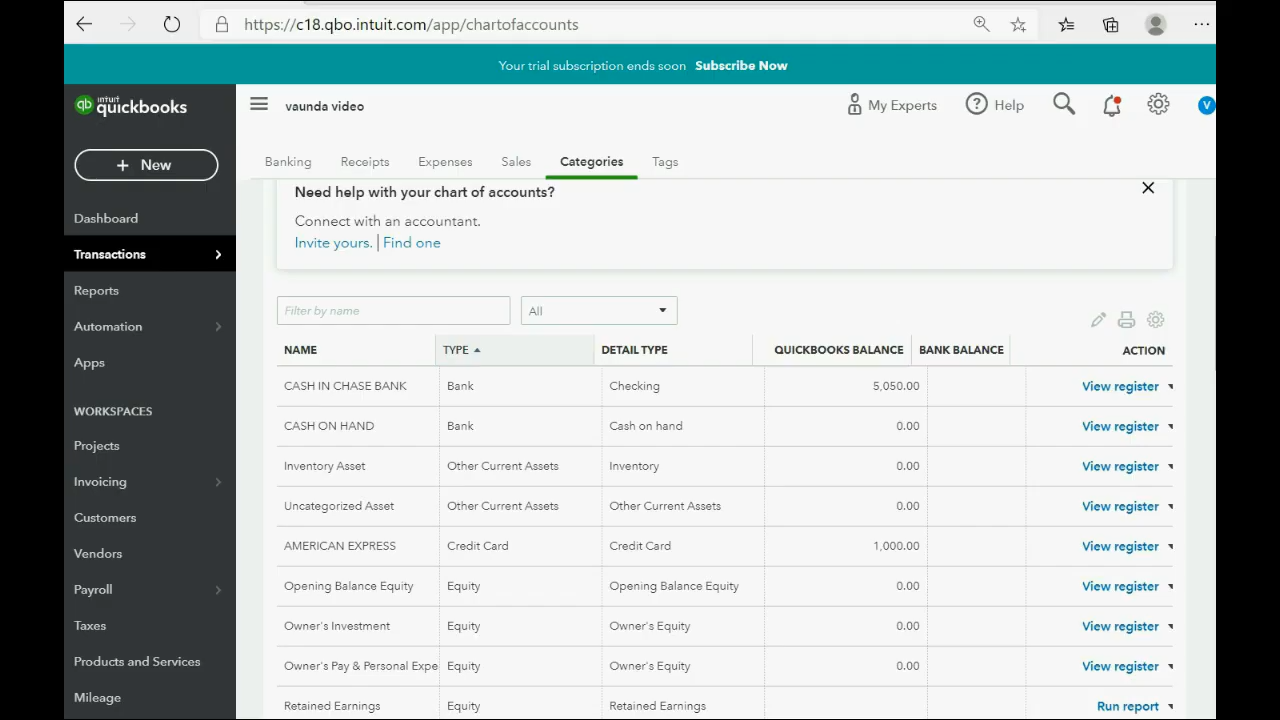 https://c18.qbo.intuit.com/app/chartofaccounts
Your trial subscription ends soon Subscribe Now
qb intuit quickbooks
vaunda video
My Experts
Help
V
+ New
Banking Receipts Expenses Sales Categories Tags
Dashboard
Transactions
Reports
Automation
Apps
WORKSPACES
Projects
Invoicing
Customers
Vendors
Payroll
Taxes
Products and Services
Mileage
Need help with your chart of accounts?
Connect with an accountant.
Invite yours. | Find one
Filter by name All
NAME TYPE DETAIL TYPE QUICKBOOKS BALANCE BANK BALANCE ACTION
CASH IN CHASE BANK Bank Checking 5,050.00 View register
CASH ON HAND Bank Cash on hand 0.00 View register
Inventory Asset Other Current Assets Inventory 0.00 View register
Uncategorized Asset Other Current Assets Other Current Assets 0.00 View register
AMERICAN EXPRESS Credit Card Credit Card 1,000.00 View register
Opening Balance Equity Equity Opening Balance Equity 0.00 View register
Owner's Investment Equity Owner's Equity 0.00 View register
Owner's Pay & Personal Expe Equity Owner's Equity 0.00 View register
Retained Earnings Equity Retained Earnings Run report